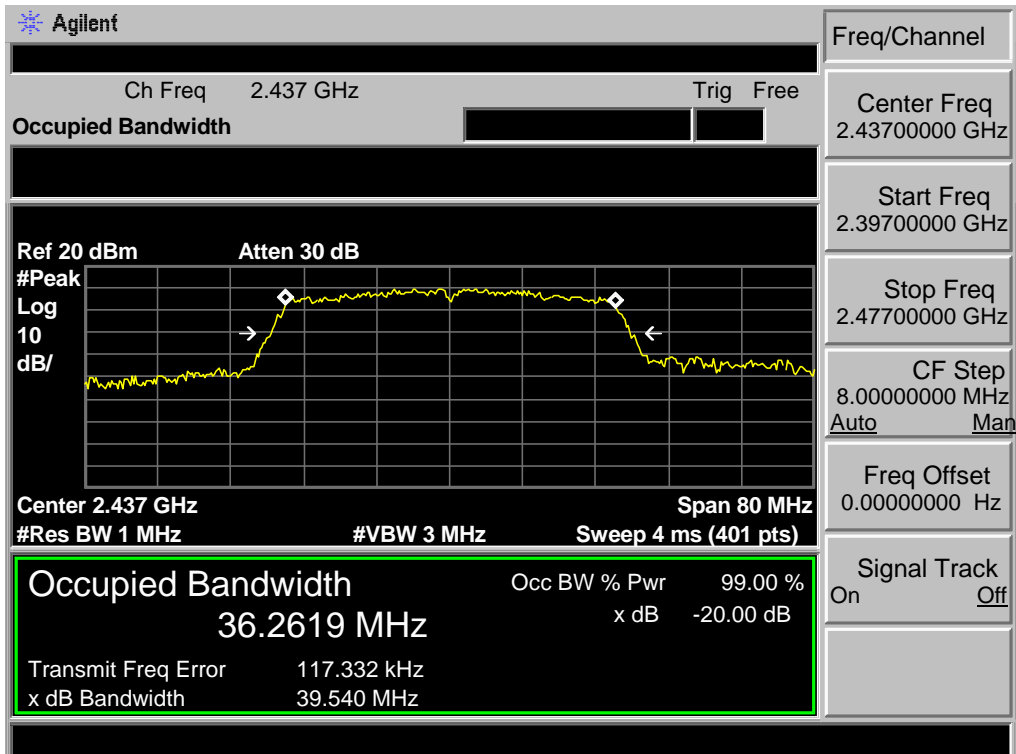 Agilent
Freq/Channel
Ch Freq 2.437 GHz Trig Free
Occupied Bandwidth
Center Freq
2.43700000 GHz
Start Freq
2.39700000 GHz
Stop Freq
2.47700000 GHz
CF Step
8.00000000 MHz
Auto Man
Freq Offset
0.00000000 Hz
Signal Track
On Off
Ref 20 dBm Atten 30 dB
#Peak
Log
10
dB/
Center 2.437 GHz Span 80 MHz
#Res BW 1 MHz #VBW 3 MHz Sweep 4 ms (401 pts)
Occupied Bandwidth Occ BW % Pwr 99.00 %
36.2619 MHz x dB -20.00 dB
Transmit Freq Error 117.332 kHz
x dB Bandwidth 39.540 MHz